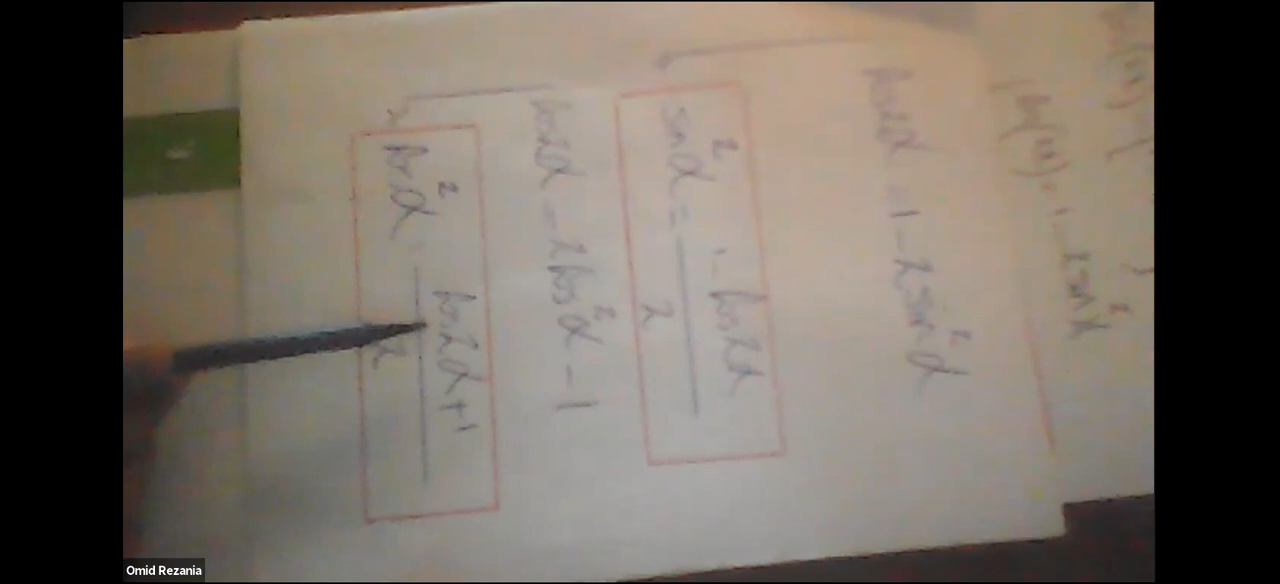 cos2α = 1 - 2sin²α
sin²α = 1 - cos2α / 2
cos2α = 2cos²α - 1
cos²α = cos2α + 1 / 2
Omid Rezania